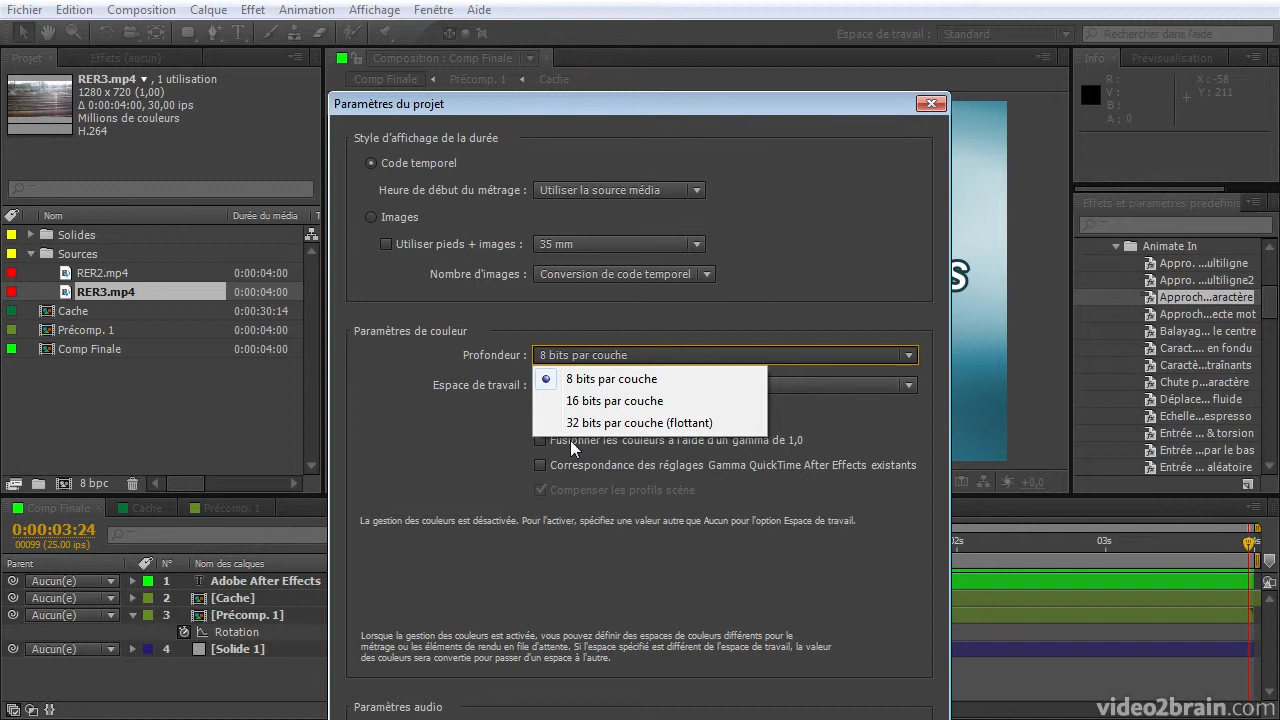 Fichier Edition Composition Calque Effet Animation Affichage Fenêtre Aide
Espace de travail : Standard Rechercher dans l'aide
Projet Effets (aucun)
Composition : Comp Finale
Info Prévisualisation
RER3.mp4 , 1 utilisation
1280 x 720 (1,00)
Δ 0:00:04:00, 30,00 ips
Millions de couleurs
H.264
Comp Finale Précomp. 1 Cache
R : X : -58
V : Y : 211
B :
A : 0
Paramètres du projet
Style d'affichage de la durée
Code temporel
Heure de début du métrage : Utiliser la source média
Images
Utiliser pieds + images : 35 mm
Nombre d'images : Conversion de code temporel
Nom Durée du média T
Solides
Sources
RER2.mp4 0:00:04:00
RER3.mp4 0:00:04:00
Cache 0:00:30:14
Précomp. 1 0:00:04:00
Comp Finale 0:00:04:00
8 bpc
Paramètres de couleur
Profondeur : 8 bits par couche
Espace de travail :
8 bits par couche
16 bits par couche
32 bits par couche (flottant)
Fusionner les couleurs à l'aide d'un gamma de 1,0
Correspondance des réglages Gamma QuickTime After Effects existants
Compenser les profils scène
La gestion des couleurs est désactivée. Pour l'activer, spécifiez une valeur autre que Aucun pour l'option Espace de travail.
Lorsque la gestion des couleurs est activée, vous pouvez définir des espaces de couleurs différents pour le
métrage ou les éléments de rendu en file d'attente. Si l'espace spécifié est différent de l'espace de travail, la valeur
des couleurs sera convertie pour passer d'un espace à l'autre.
Paramètres audio
s
Effets et paramètres prédéfinis
Animate In
Appro. ...ultiligne
Appro. ...ultiligne2
Approch...aractère
Approch...ecte mot
Balayag...le centre
Caract... en fondu
Caractè...traînants
Chute p...aractère
Déplace... fluide
Echelle...espresso
Entrée ... & torsion
Entrée ...par le bas
Entrée ... aléatoire
+0,0
Comp Finale Cache Précomp. 1
0:00:03:24
00099 (25.00 ips)
Parent N° Nom des calques
Aucun(e) 1 T Adobe After Effects
Aucun(e) 2 [Cache]
Aucun(e) 3 [Précomp. 1]
Rotation
Aucun(e) 4 [Solide 1]
02s 03s 4s
video2brain.com